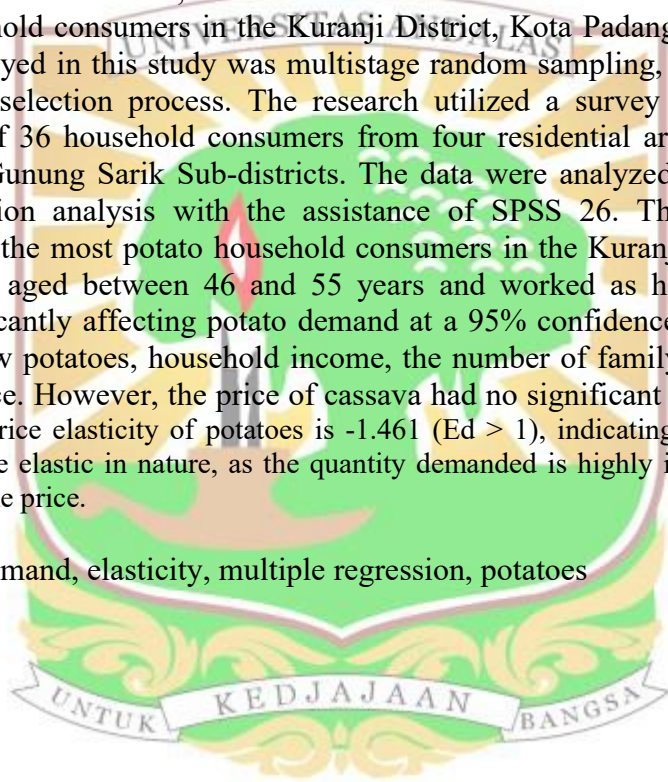 hold consumers in the Kuranji District, Kota Padang
UNIVERSITAS ANDALAS
yed in this study was multistage random sampling,
selection process. The research utilized a survey
f 36 household consumers from four residential ar
Gunung Sarik Sub-districts. The data were analyzed
ion analysis with the assistance of SPSS 26. Th
the most potato household consumers in the Kuranj
aged between 46 and 55 years and worked as h
cantly affecting potato demand at a 95% confidence
w potatoes, household income, the number of family
ce. However, the price of cassava had no significant
rice elasticity of potatoes is -1.461 (Ed > 1), indicating
e elastic in nature, as the quantity demanded is highly i
e price.
mand, elasticity, multiple regression, potatoes
UNTUK KEDJAJAAN BANGSA